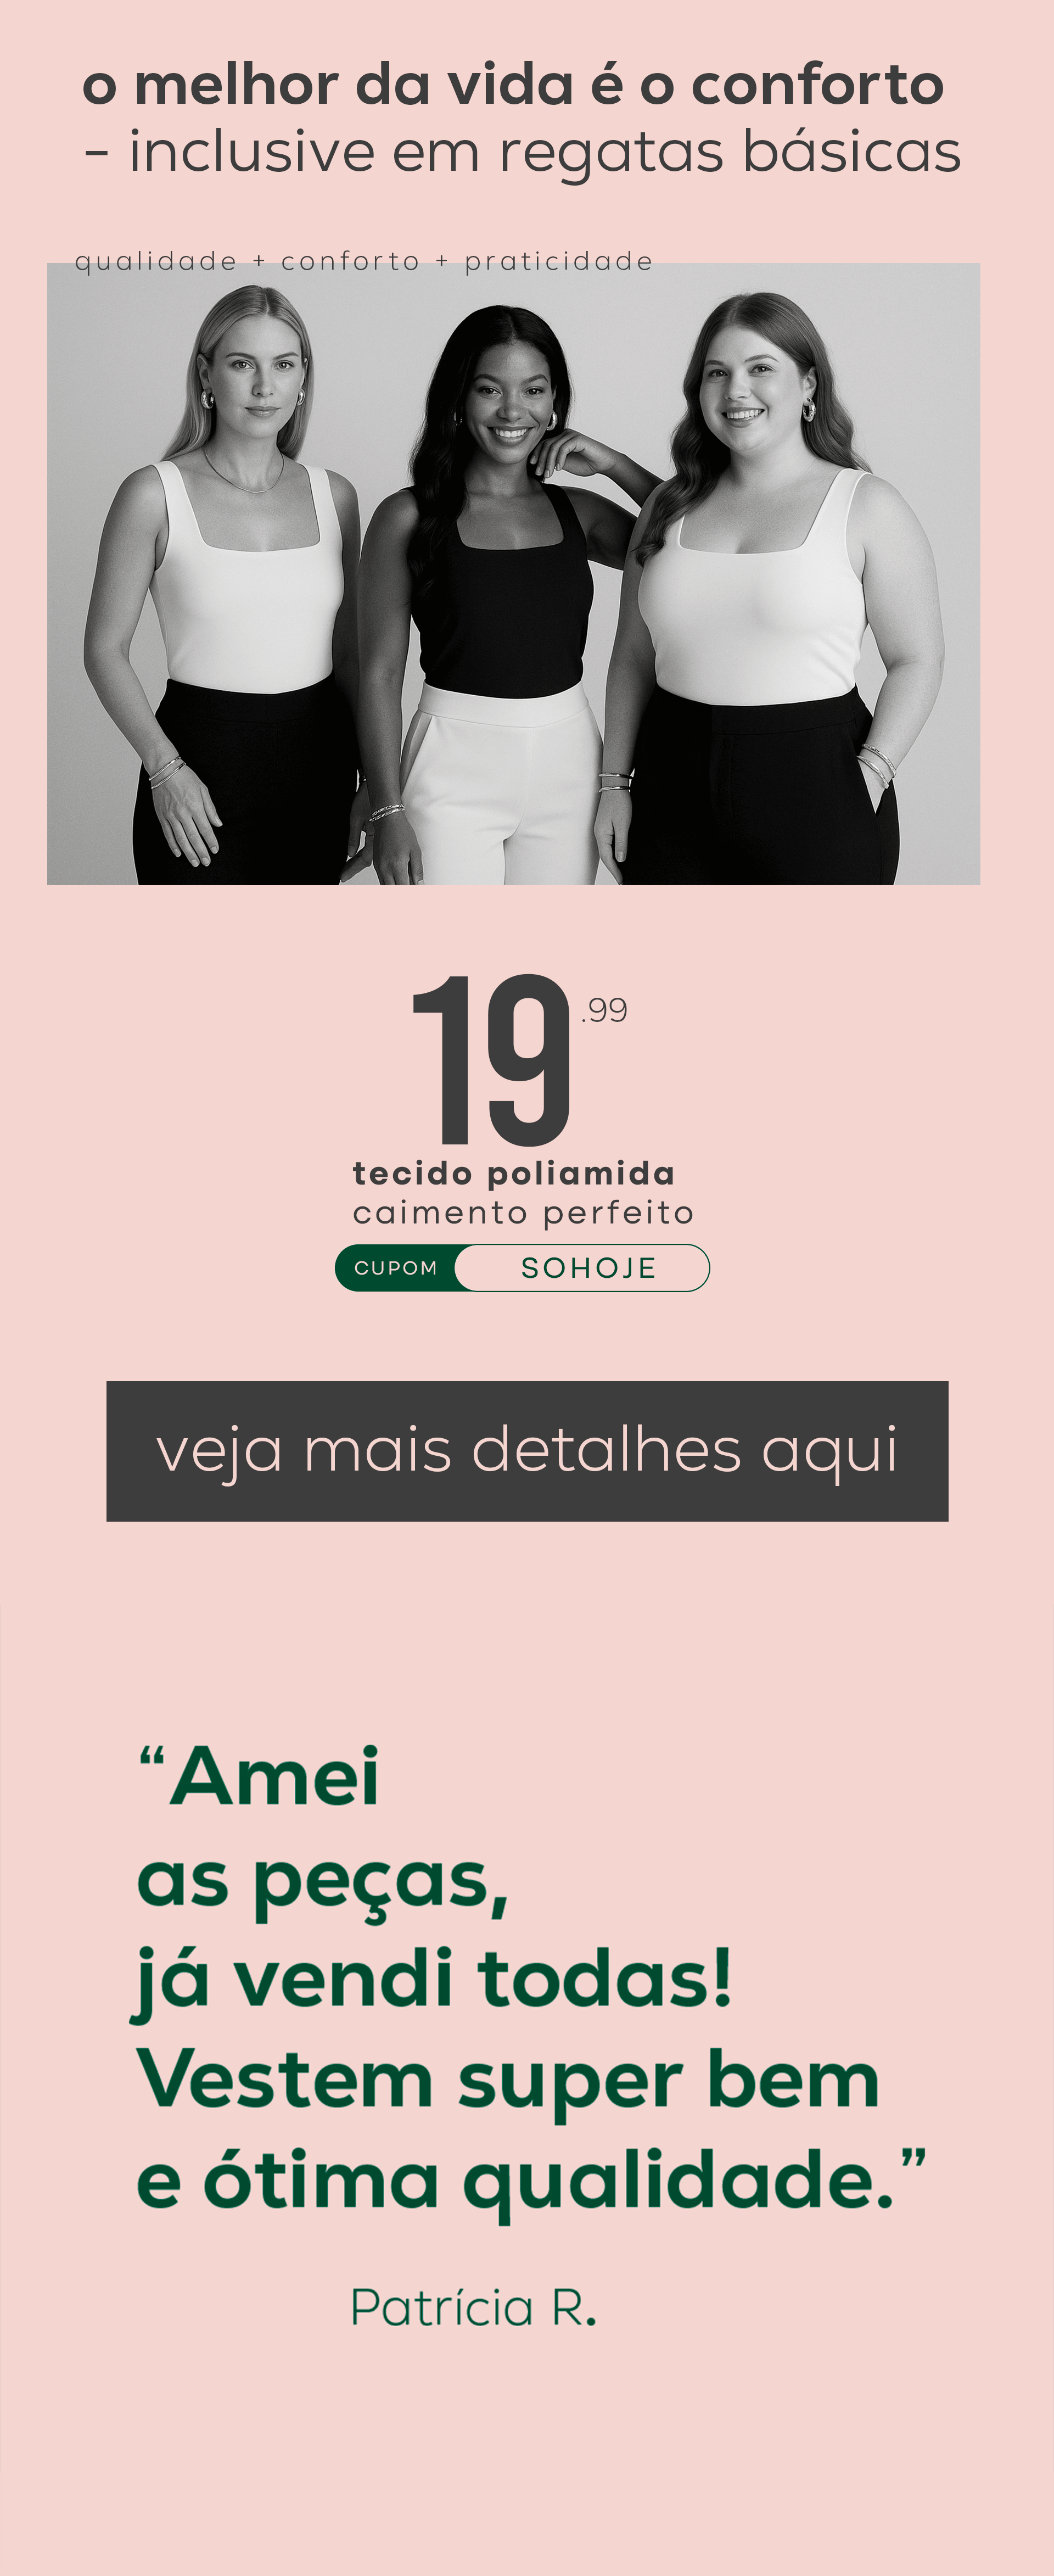 o melhor da vida é o conforto
- inclusive em regatas básicas
qualidade + conforto + praticidade
19.99
tecido poliamida
caimento perfeito
CUPOM SOHOJE
veja mais detalhes aqui
“Amei
as peças,
já vendi todas!
Vestem super bem
e ótima qualidade.”
Patrícia R.